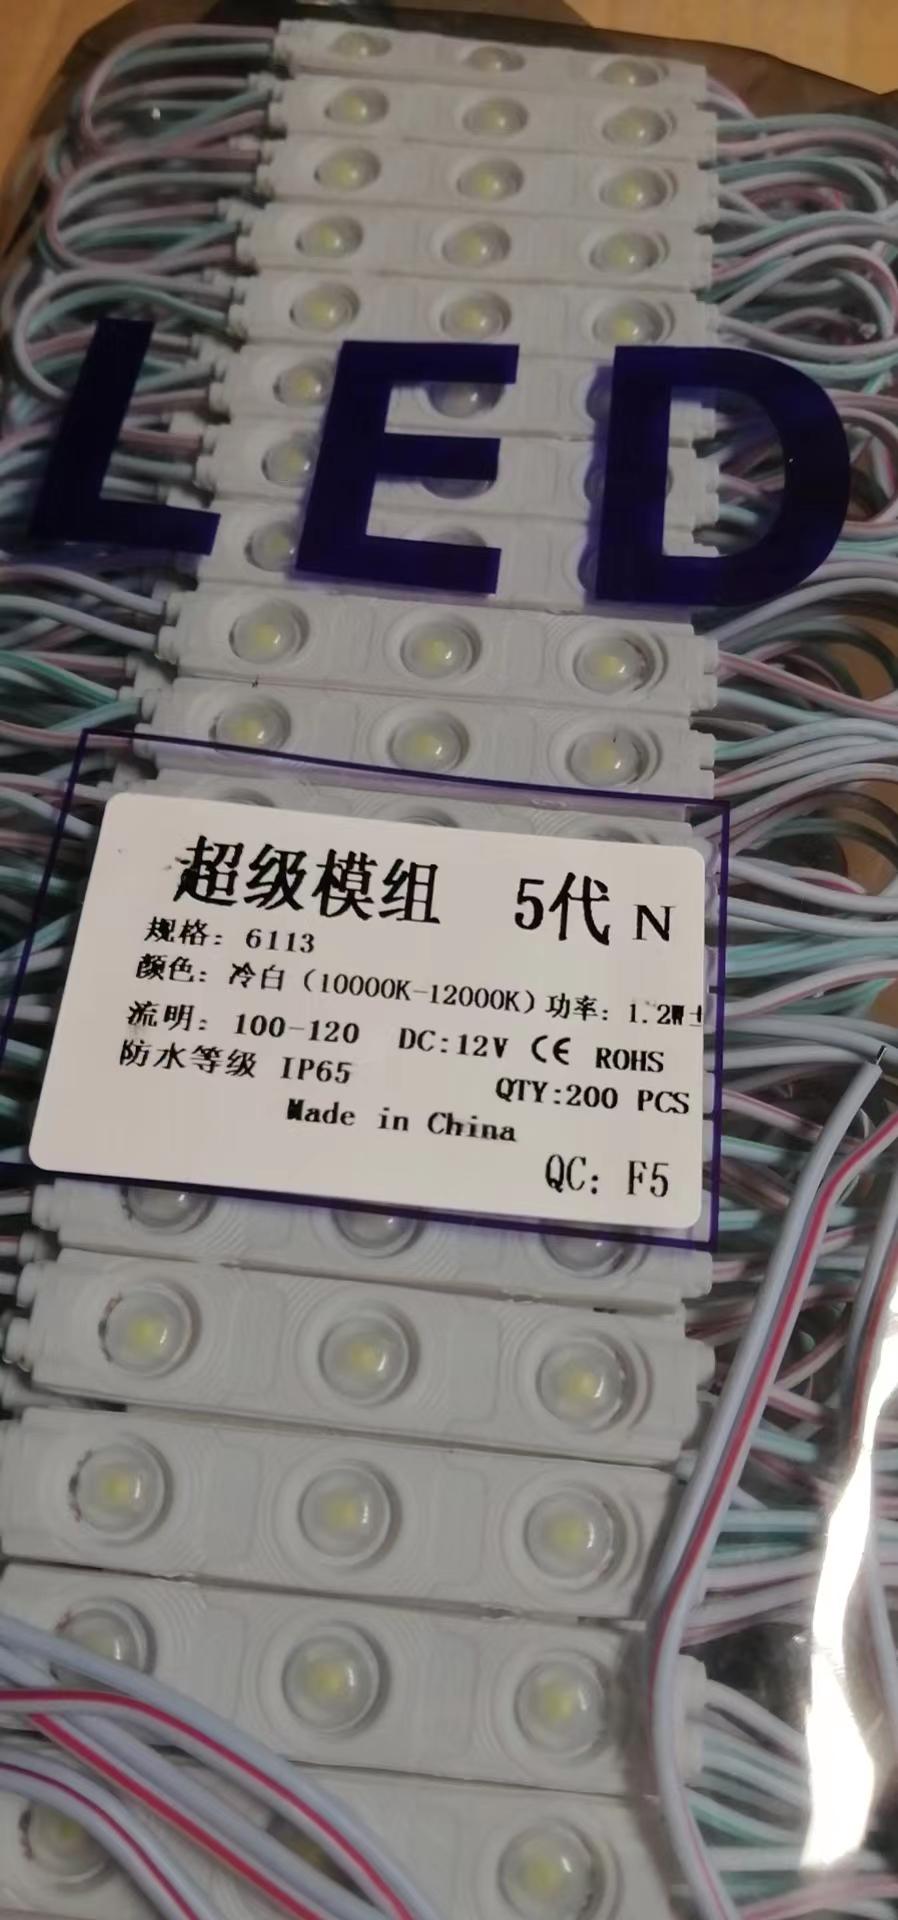 LED
超级模组 5代 N
规格: 6113
颜色: 冷白（10000K-12000K）功率: 1.2W±
流明: 100-120 DC:12V CE ROHS
防水等级 IP65 QTY:200 PCS
Made in China
QC: F5